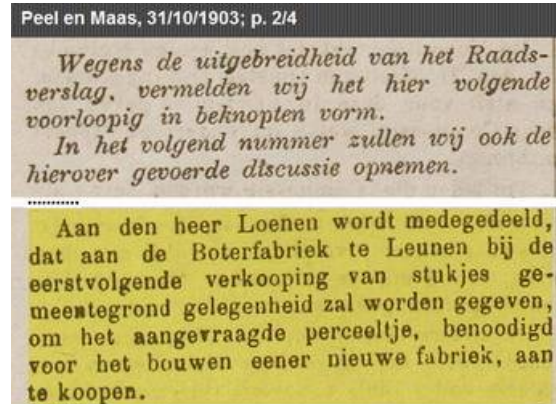 Peel en Maas, 31/10/1903; p. 2/4
Wegens de uitgebreidheid van het Raads-
verslag, vermelden wij het hier volgende
voorloopig in beknopten vorm.
In het volgend nummer zullen wij ook de
hierover gevoerde discussie opnemen.
...........
Aan den heer Loenen wordt medegedeeld,
dat aan de Boterfabriek te Leunen bij de
eerstvolgende verkooping van stukjes ge-
meentegrond gelegenheid zal worden gegeven,
om het aangevraagde perceeltje, benoodigd
voor het bouwen eener nieuwe fabriek, aan
te koopen.